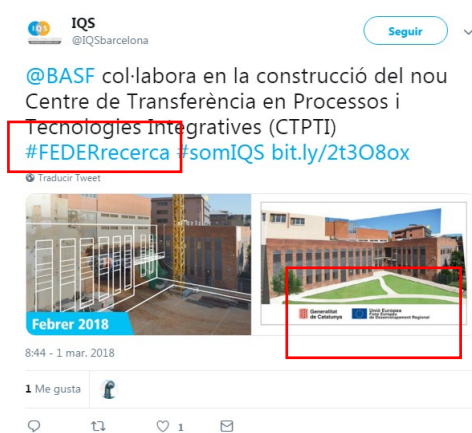 IQS
@IQSbarcelona
Seguir
@BASF col·labora en la construcció del nou
Centre de Transferència en Processos i
Tecnologies Integratives (CTPTI)
#FEDERrecerca #somIQS bit.ly/2t3O8ox
Traducir Tweet
Febrer 2018
Generalitat
de Catalunya
Unió Europea
Fons Europeu
de Desenvolupament Regional
8:44 - 1 mar. 2018
1 Me gusta
1